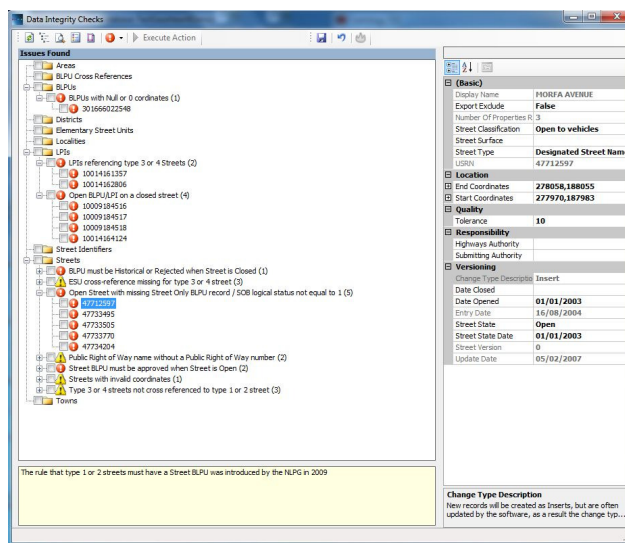 Data Integrity Checks
Execute Action
Issues Found
Areas
BLPU Cross References
BLPUs
BLPUs with Null or 0 cordinates (1)
301666022548
Districts
Elementary Street Units
Localities
LPIs
LPIs referencing type 3 or 4 Streets (2)
10014161357
10014162806
Open BLPU/LPI on a closed street (4)
10009184516
10009184517
10009184518
10014164124
Street Identifiers
Streets
BLPU must be Historical or Rejected when Street is Closed (1)
ESU cross-reference missing for type 3 or 4 street (3)
Open Street with missing Street Only BLPU record / SOB logical status not equal to 1 (5)
47712597
47733495
47733505
47733770
47734204
Public Right of Way name without a Public Right of Way number (2)
Street BLPU must be approved when Street is Open (2)
Streets with invalid coordinates (1)
Type 3 or 4 streets not cross referenced to type 1 or 2 street (3)
Towns
The rule that type 1 or 2 streets must have a Street BLPU was introduced by the NLPG in 2009
(Basic)
Display Name MORFA AVENUE
Export Exclude False
Number Of Properties R 3
Street Classification Open to vehicles
Street Surface
Street Type Designated Street Name
USRN 47712597
Location
End Coordinates 278058,188055
Start Coordinates 277970,187983
Quality
Tolerance 10
Responsibility
Highways Authority
Submitting Authority
Versioning
Change Type Descriptio Insert
Date Closed
Date Opened 01/01/2003
Entry Date 16/08/2004
Street State Open
Street State Date 01/01/2003
Street Version 0
Update Date 05/02/2007
Change Type Description
New records will be created as Inserts, but are often
updated by the software, as a result the change typ...